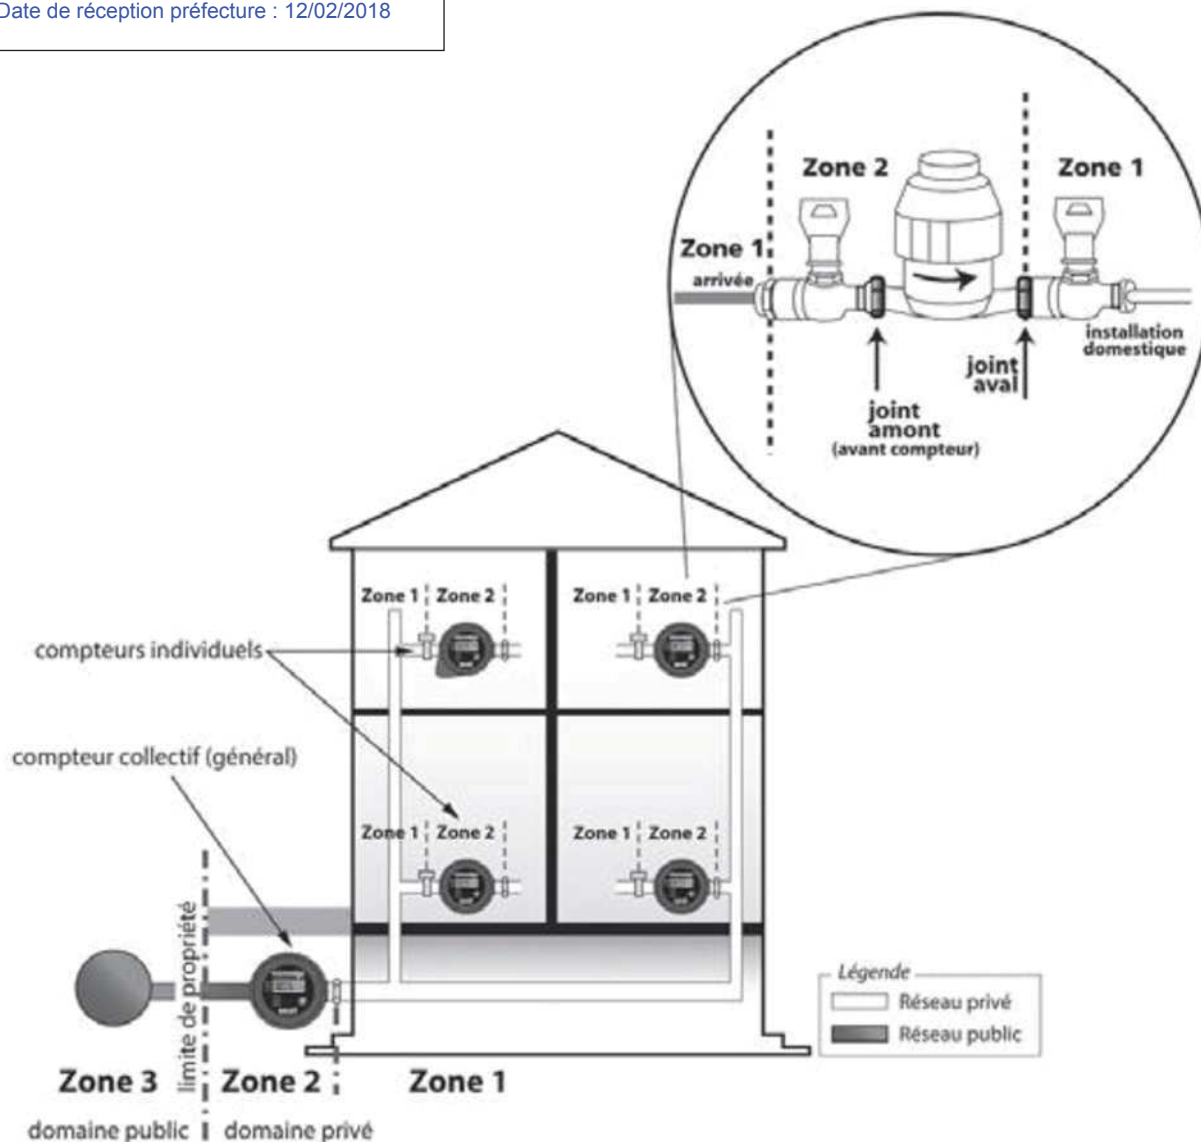 Date de réception préfecture : 12/02/2018
Zone 2
Zone 1
Zone 1
arrivée
installation
domestique
joint
aval
joint
amont
(avant compteur)
Zone 1
Zone 2
Zone 1
Zone 2
compteurs individuels
compteur collectif (général)
Zone 1
Zone 2
Zone 1
Zone 2
limite de propriété
Légende
Réseau privé
Réseau public
Zone 3
Zone 2
Zone 1
domaine public
domaine privé